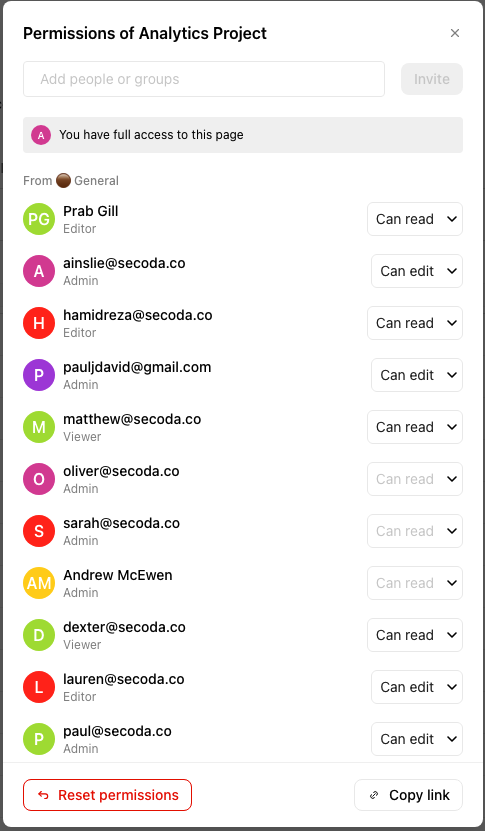 Permissions of Analytics Project
Add people or groups
Invite
A You have full access to this page
From General
PG Prab Gill Can read
Editor
A ainslie@secoda.co Can edit
Admin
H hamidreza@secoda.co Can read
Editor
P pauljdavid@gmail.com Can edit
Admin
M matthew@secoda.co Can read
Viewer
O oliver@secoda.co Can read
Admin
S sarah@secoda.co Can read
Admin
AM Andrew McEwen Can read
Admin
D dexter@secoda.co Can read
Viewer
L lauren@secoda.co Can edit
Editor
P paul@secoda.co Can edit
Admin
Reset permissions
Copy link